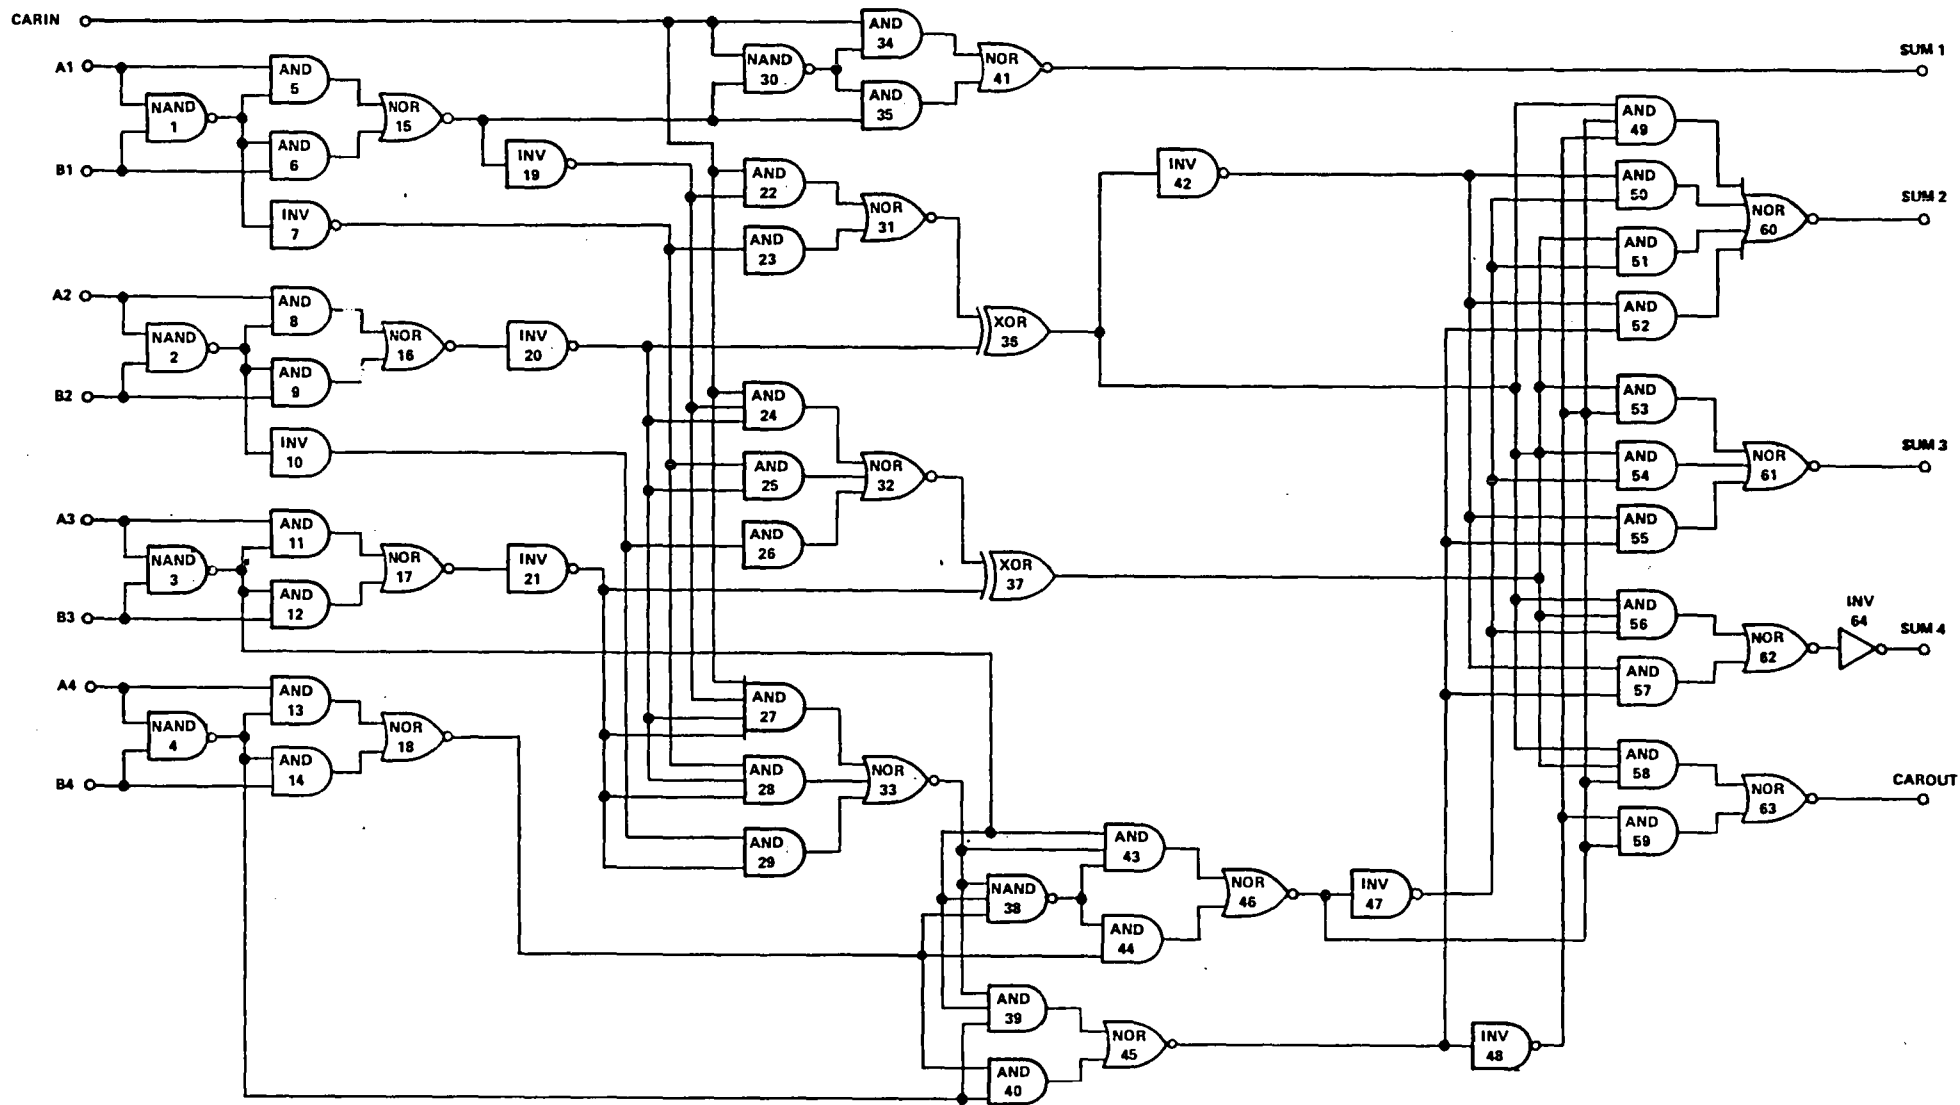 CARIN
A1
B1
A2
B2
A3
B3
A4
B4
NAND
1
NAND
2
NAND
3
NAND
4
AND
5
AND
6
INV
7
AND
8
AND
9
INV
10
AND
11
AND
12
AND
13
AND
14
NOR
15
NOR
16
NOR
17
NOR
18
INV
19
INV
20
INV
21
AND
22
AND
23
AND
24
AND
25
AND
26
AND
27
AND
28
AND
29
NAND
30
NOR
31
NOR
32
NOR
33
AND
34
AND
35
XOR
36
XOR
37
NAND
38
AND
39
AND
40
NOR
41
INV
42
AND
43
AND
44
NOR
45
NOR
46
INV
47
INV
48
AND
49
AND
50
AND
51
AND
52
AND
53
AND
54
AND
55
AND
56
AND
57
AND
58
AND
59
NOR
60
NOR
61
NOR
62
NOR
63
INV
64
SUM 1
SUM 2
SUM 3
SUM 4
CAROUT